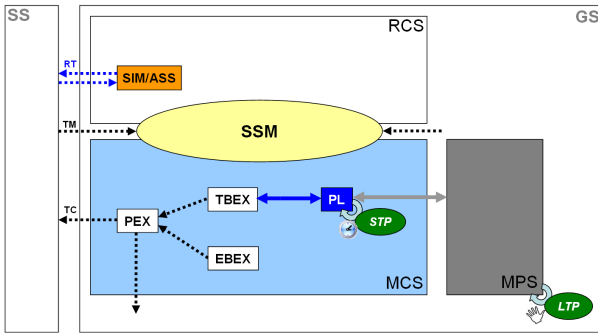 SS
GS
RCS
RT
SIM/ASS
TM
SSM
TBEX
PL
TC
PEX
STP
EBEX
MCS
MPS
LTP